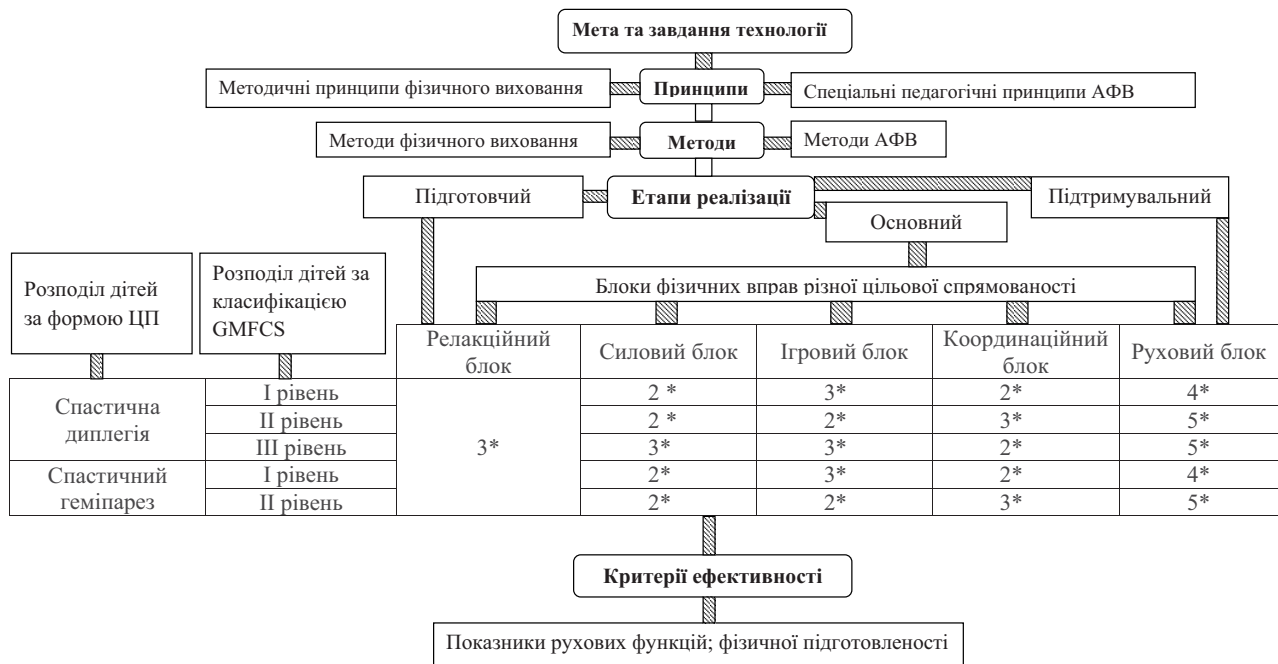 Мета та завдання технології
Методичні принципи фізичного виховання
Принципи
Спеціальні педагогічні принципи АФВ
Методи фізичного виховання
Методи
Методи АФВ
Підготовчий
Етапи реалізації
Підтримувальний
Основний
Розподіл дітей
за формою ЦП
Розподіл дітей за
класифікацією
GMFCS
Блоки фізичних вправ різної цільової спрямованості
Релакційний
блок
Силовий блок
Ігровий блок
Координаційний
блок
Руховий блок
Спастична
диплегія
I рівень
3*
2 *
3*
2*
4*
II рівень
2 *
2*
3*
5*
III рівень
3*
3*
2*
5*
Спастичний
геміпарез
I рівень
2*
3*
2*
4*
II рівень
2*
2*
3*
5*
Критерії ефективності
Показники рухових функцій; фізичної підготовленості